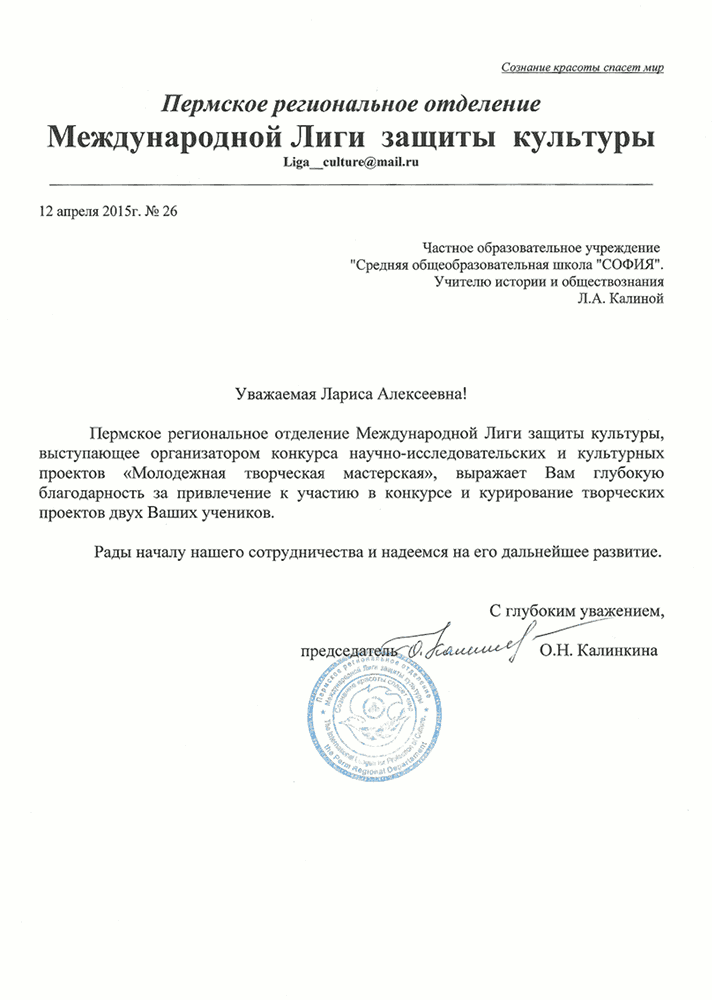 Сознание красоты спасет мир
Пермское региональное отделение
Международной Лиги защиты культуры
Liga__culture@mail.ru
12 апреля 2015г. № 26
Частное образовательное учреждение
"Средняя общеобразовательная школа "СОФИЯ".
Учителю истории и обществознания
Л.А. Калиной
Уважаемая Лариса Алексеевна!
Пермское региональное отделение Международной Лиги защиты культуры,
выступающее организатором конкурса научно-исследовательских и культурных
проектов «Молодежная творческая мастерская», выражает Вам глубокую
благодарность за привлечение к участию в конкурсе и курирование творческих
проектов двух Ваших учеников.
Рады началу нашего сотрудничества и надеемся на его дальнейшее развитие.
С глубоким уважением,
председатель О.Н. Калинкина
Пермское региональное отделение
Международной Лиги защиты культуры
Сознание красоты спасет мир
The International League for Protection of Culture,
the Perm Regional Departament